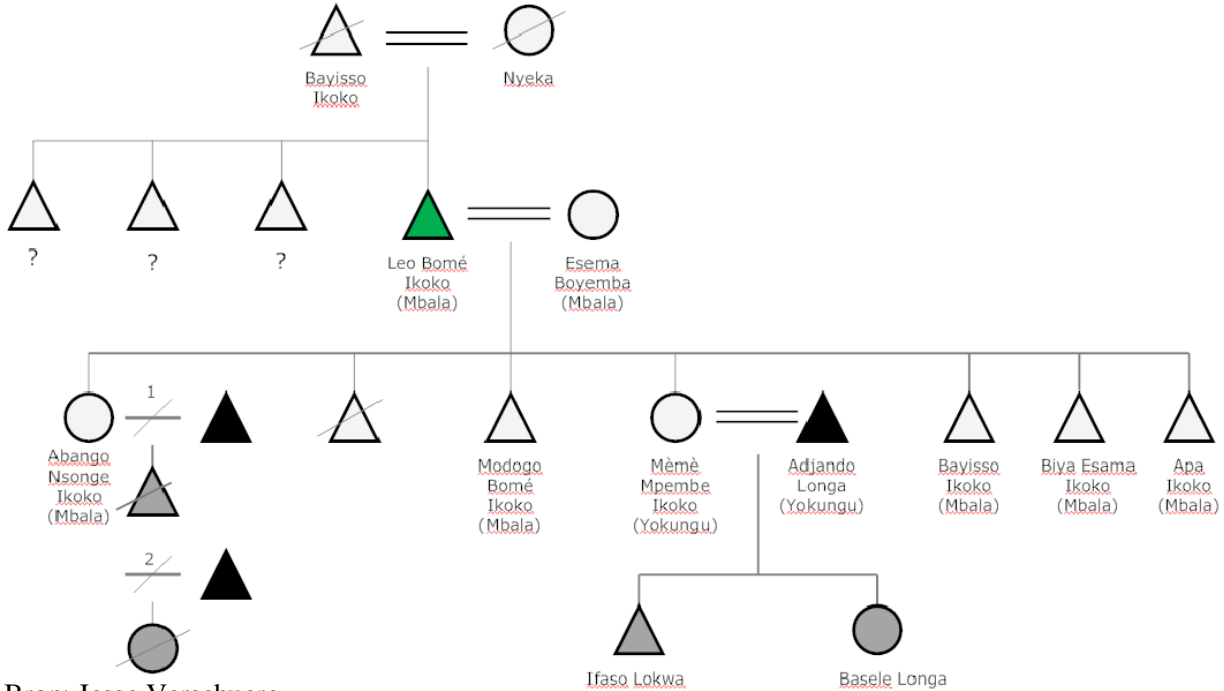 Bayisso
Ikoko
Nyeka
?
?
?
Leo Bomé
Ikoko
(Mbala)
Esema
Boyemba
(Mbala)
1
Abango
Nsonge
Ikoko
(Mbala)
2
Modogo
Bomé
Ikoko
(Mbala)
Mèmè
Mpembe
Ikoko
(Yokungu)
Adjando
Longa
(Yokungu)
Bayisso
Ikoko
(Mbala)
Biya Esama
Ikoko
(Mbala)
Apa
Ikoko
(Mbala)
Ifaso Lokwa
Basele Longa